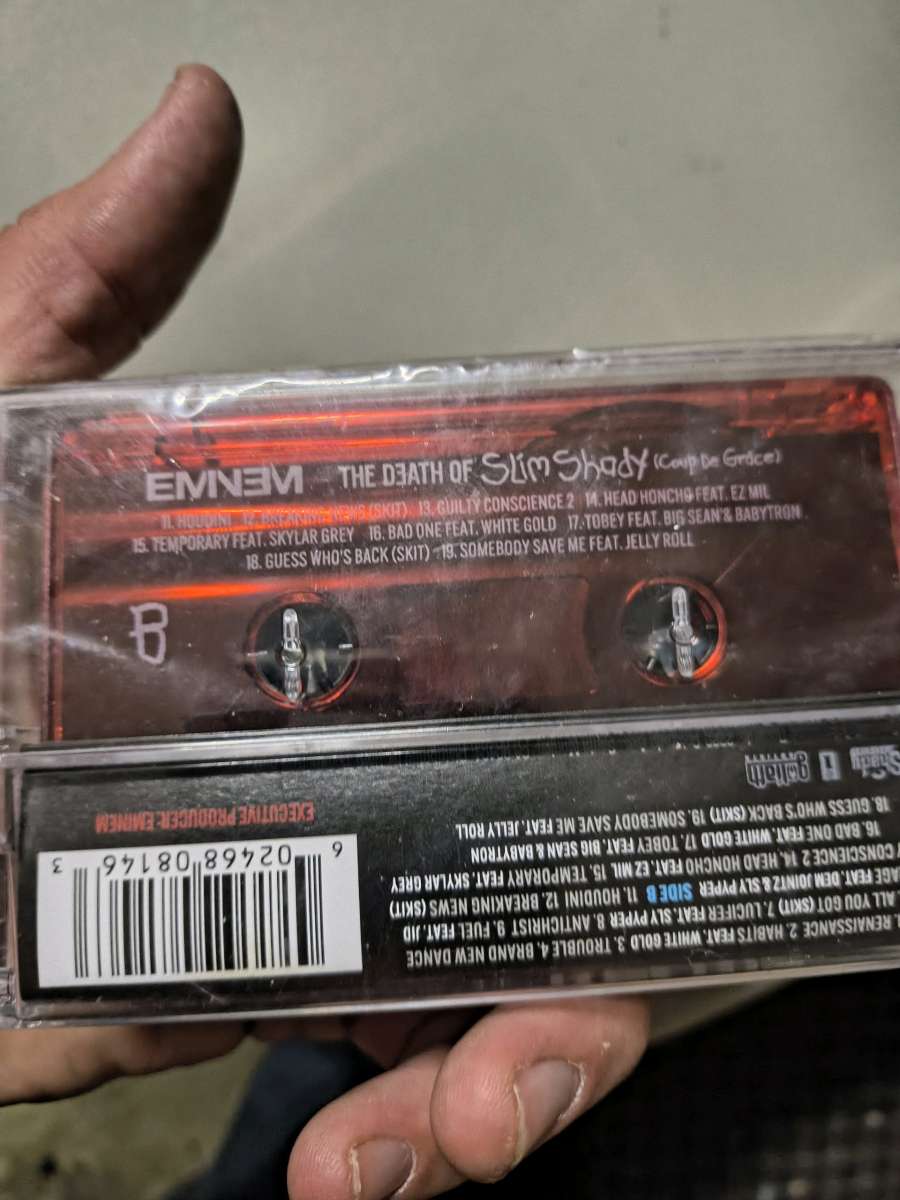 EMINƎM THE DƎATH OF Slim Shady (Coup De Grâce)
11. HOUDINI 12. BREAKING NEWS (SKIT) 13. GUILTY CONSCIENCE 2 14. HEAD HONCHO FEAT. EZ MIL
15. TEMPORARY FEAT. SKYLAR GREY 16. BAD ONE FEAT. WHITE GOLD 17. TOBEY FEAT. BIG SEAN & BABYTRON
18. GUESS WHO'S BACK (SKIT) 19. SOMEBODY SAVE ME FEAT. JELLY ROLL
B
RENAISSANCE 2. HABITS FEAT. WHITE GOLD 3. TROUBLE 4. BRAND NEW DANCE
ALL YOU GOT (SKIT) 7. LUCIFER FEAT. SLY PYPER 8. ANTICHRIST 9. FUEL FEAT. JID
FEAT. DEM JOINTZ & SLY PYPER SIDE B 11. HOUDINI 12. BREAKING NEWS (SKIT)
CONSCIENCE 2 14. HEAD HONCHO FEAT. EZ MIL 15. TEMPORARY FEAT. SKYLAR GREY
16. BAD ONE FEAT. WHITE GOLD 17. TOBEY FEAT. BIG SEAN & BABYTRON
18. GUESS WHO'S BACK (SKIT) 19. SOMEBODY SAVE ME FEAT. JELLY ROLL
Shady
goliath
6 02468 08146 3
EXECUTIVE PRODUCER: EMINEM